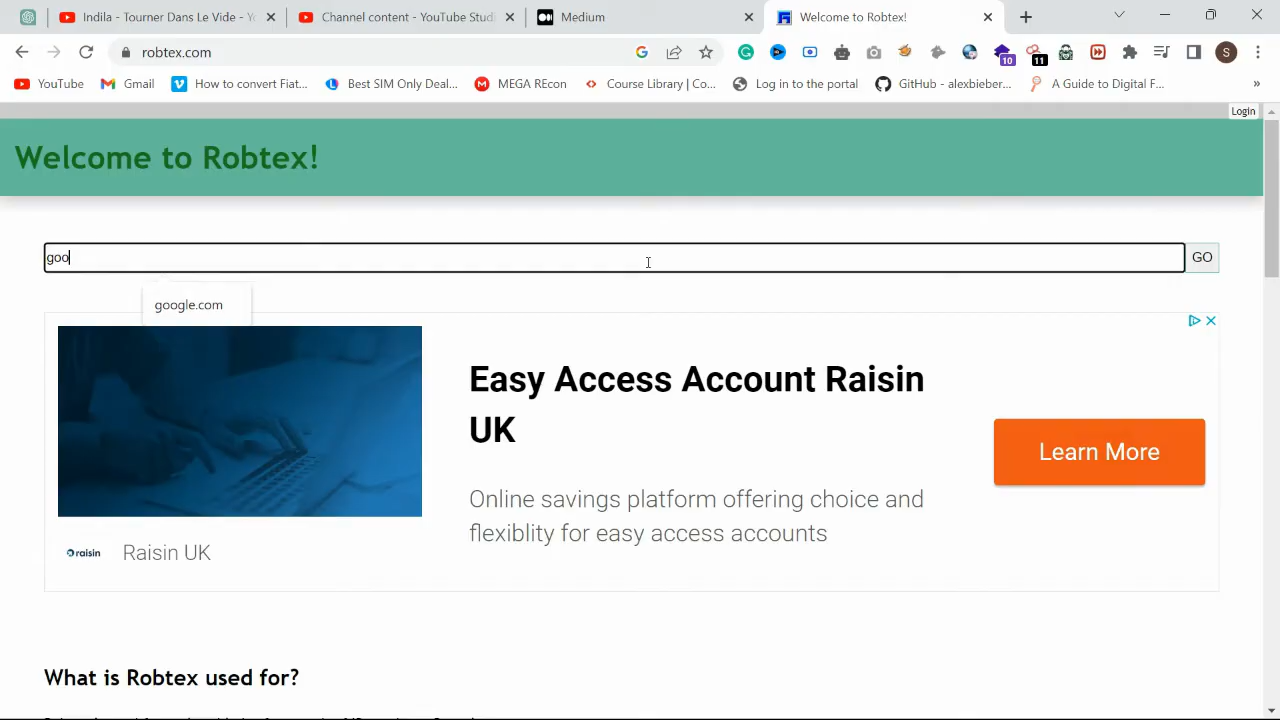 Indila - Tourner Dans Le Vide - Y
Channel content - YouTube Studi
Medium
Welcome to Robtex!
robtex.com
10
11
S
YouTube
Gmail
How to convert Fiat...
Best SIM Only Deal...
MEGA REcon
Course Library | Co...
Log in to the portal
GitHub - alexbieber...
A Guide to Digital F...
»
Login
Welcome to Robtex!
goo
GO
google.com
Easy Access Account Raisin
UK
Learn More
Online savings platform offering choice and
flexiblity for easy access accounts
raisin
Raisin UK
What is Robtex used for?